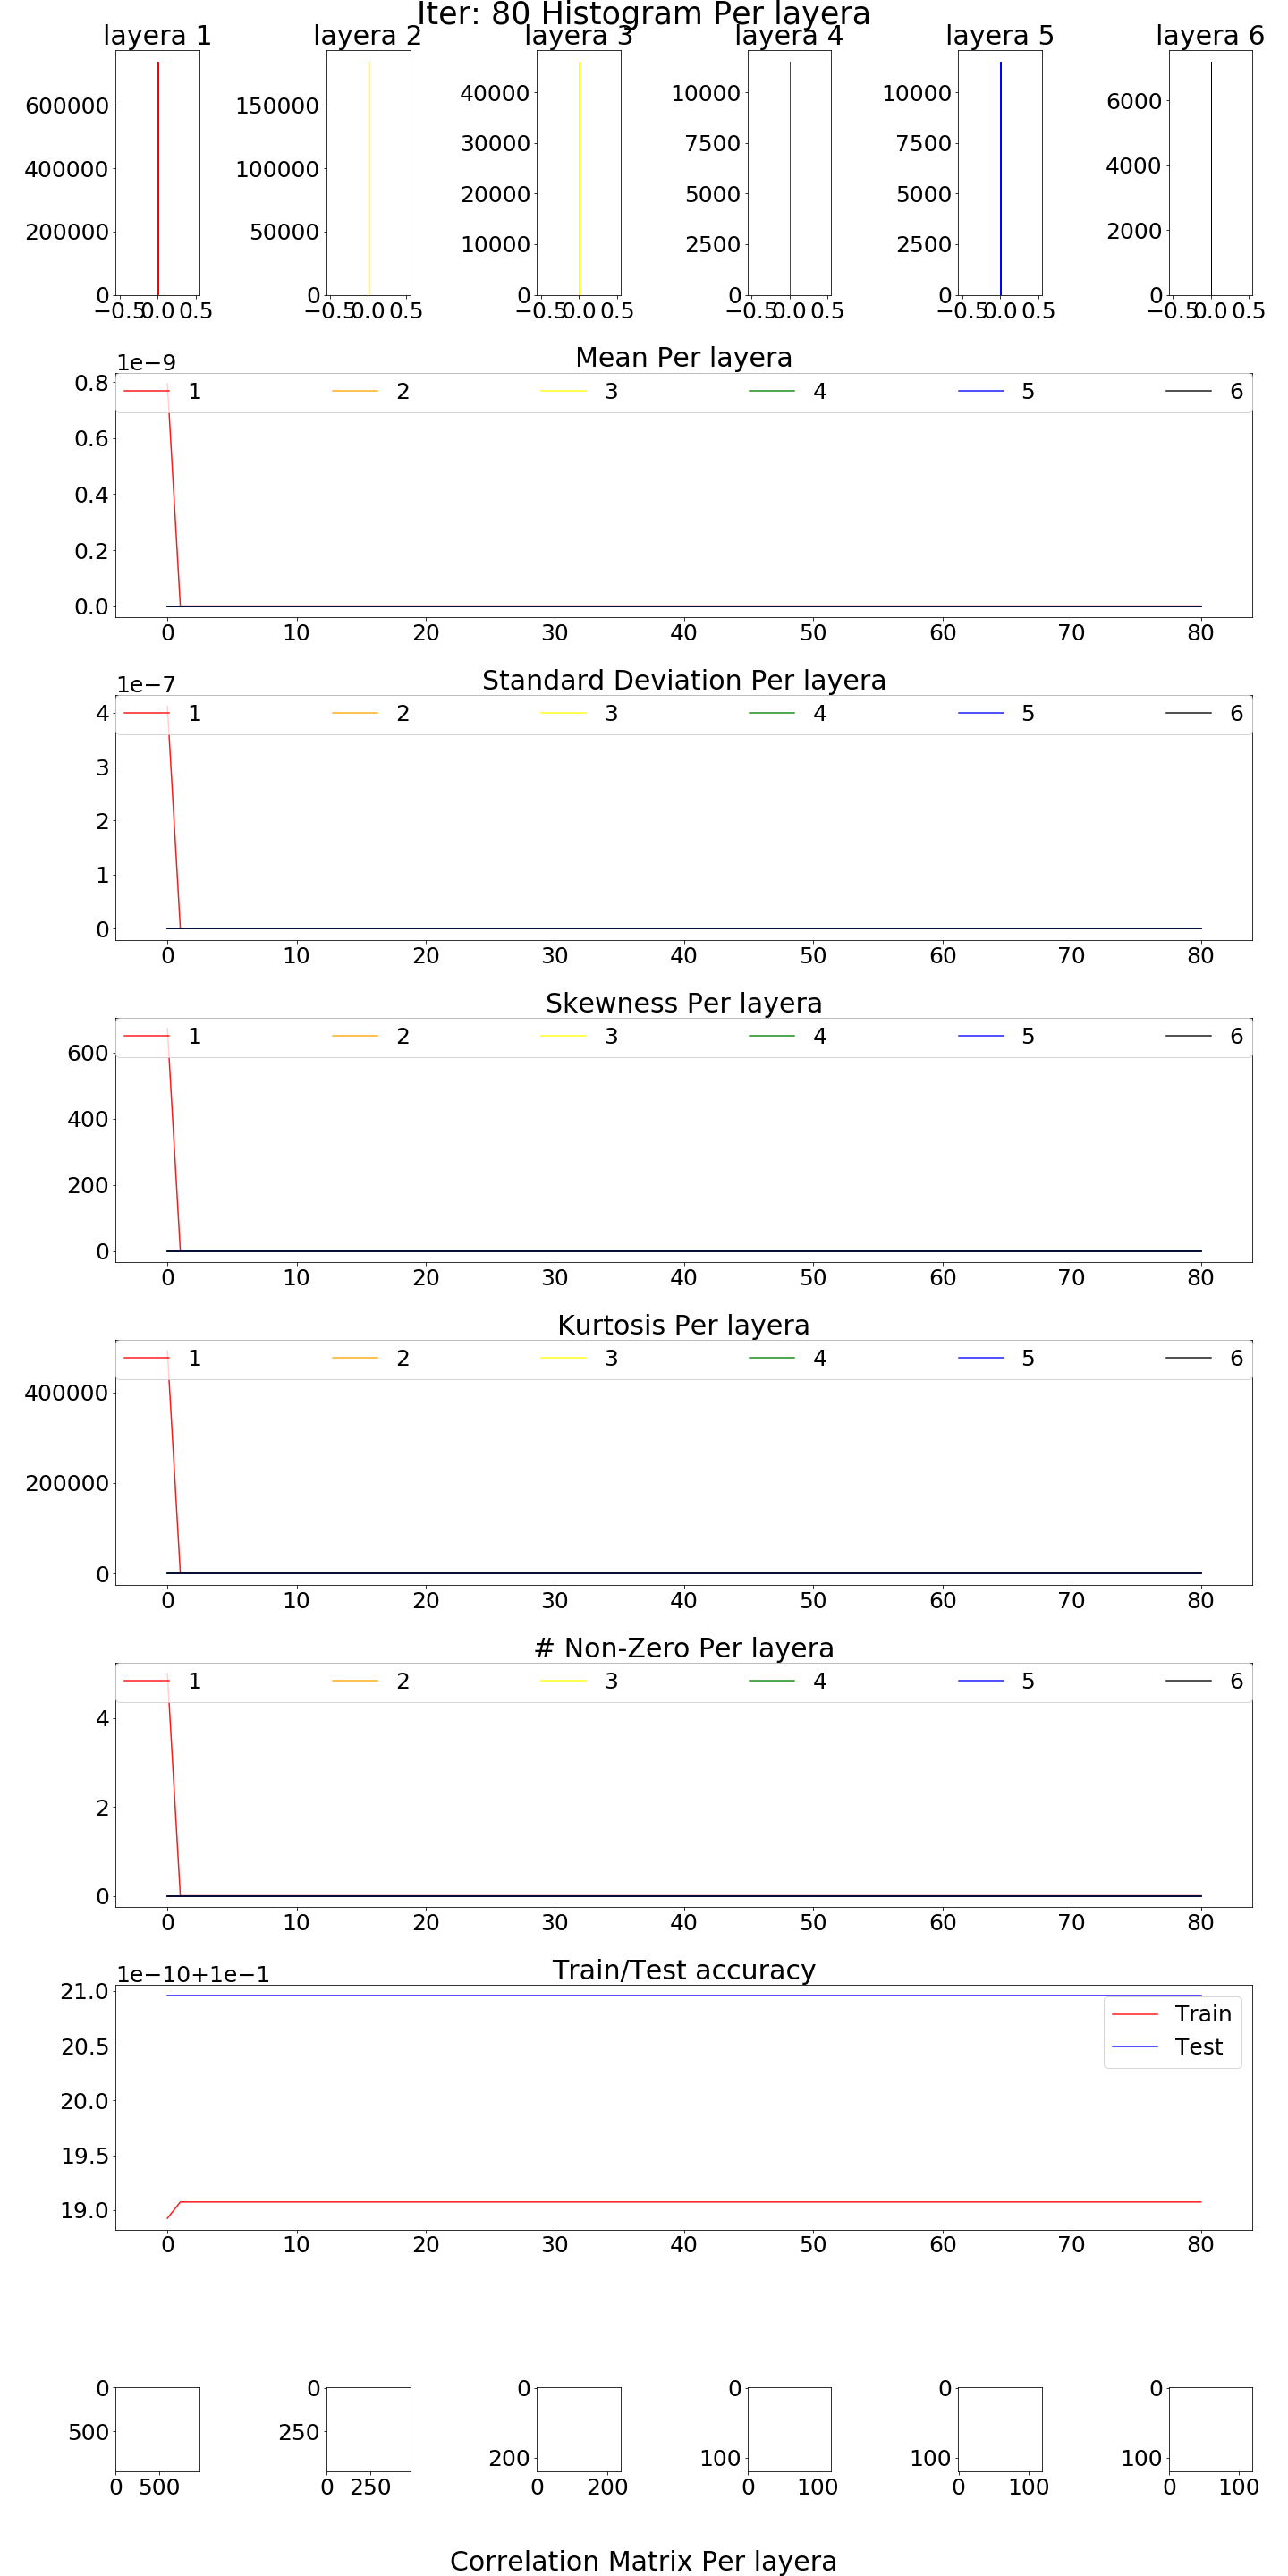 Iter: 80 Histogram Per layera
layera 1 layera 2 layera 3 layera 4 layera 5 layera 6
600000 400000 200000 0
−0.5 0.0 0.5
150000 100000 50000 0
−0.5 0.0 0.5
40000 30000 20000 10000 0
−0.5 0.0 0.5
10000 7500 5000 2500 0
−0.5 0.0 0.5
10000 7500 5000 2500 0
−0.5 0.0 0.5
6000 4000 2000 0
−0.5 0.0 0.5
Mean Per layera
1e−9
1 2 3 4 5 6
0.8
0.6
0.4
0.2
0.0
0 10 20 30 40 50 60 70 80
Standard Deviation Per layera
1e−7
1 2 3 4 5 6
4
3
2
1
0
0 10 20 30 40 50 60 70 80
Skewness Per layera
1 2 3 4 5 6
600
400
200
0
0 10 20 30 40 50 60 70 80
Kurtosis Per layera
1 2 3 4 5 6
400000
200000
0
0 10 20 30 40 50 60 70 80
# Non-Zero Per layera
1 2 3 4 5 6
4
2
0
0 10 20 30 40 50 60 70 80
Train/Test accuracy
1e−10+1e−1
21.0
20.5
20.0
19.5
19.0
Train
Test
0 10 20 30 40 50 60 70 80
0 500
0 500
0 250
0 250
0 200
0 200
0 100
0 100
0 100
0 100
0 100
0 100
Correlation Matrix Per layera